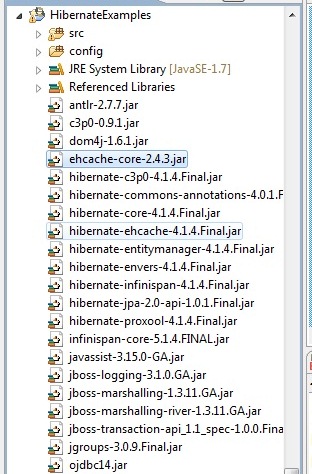 HibernateExamples
src
config
JRE System Library [JavaSE-1.7]
Referenced Libraries
antlr-2.7.7.jar
c3p0-0.9.1.jar
dom4j-1.6.1.jar
ehcache-core-2.4.3.jar
hibernate-c3p0-4.1.4.Final.jar
hibernate-commons-annotations-4.0.1.F
hibernate-core-4.1.4.Final.jar
hibernate-ehcache-4.1.4.Final.jar
hibernate-entitymanager-4.1.4.Final.jar
hibernate-envers-4.1.4.Final.jar
hibernate-infinispan-4.1.4.Final.jar
hibernate-jpa-2.0-api-1.0.1.Final.jar
hibernate-proxool-4.1.4.Final.jar
infinispan-core-5.1.4.FINAL.jar
javassist-3.15.0-GA.jar
jboss-logging-3.1.0.GA.jar
jboss-marshalling-1.3.11.GA.jar
jboss-marshalling-river-1.3.11.GA.jar
jboss-transaction-api_1.1_spec-1.0.0.Final
jgroups-3.0.9.Final.jar
ojdbc14.jar